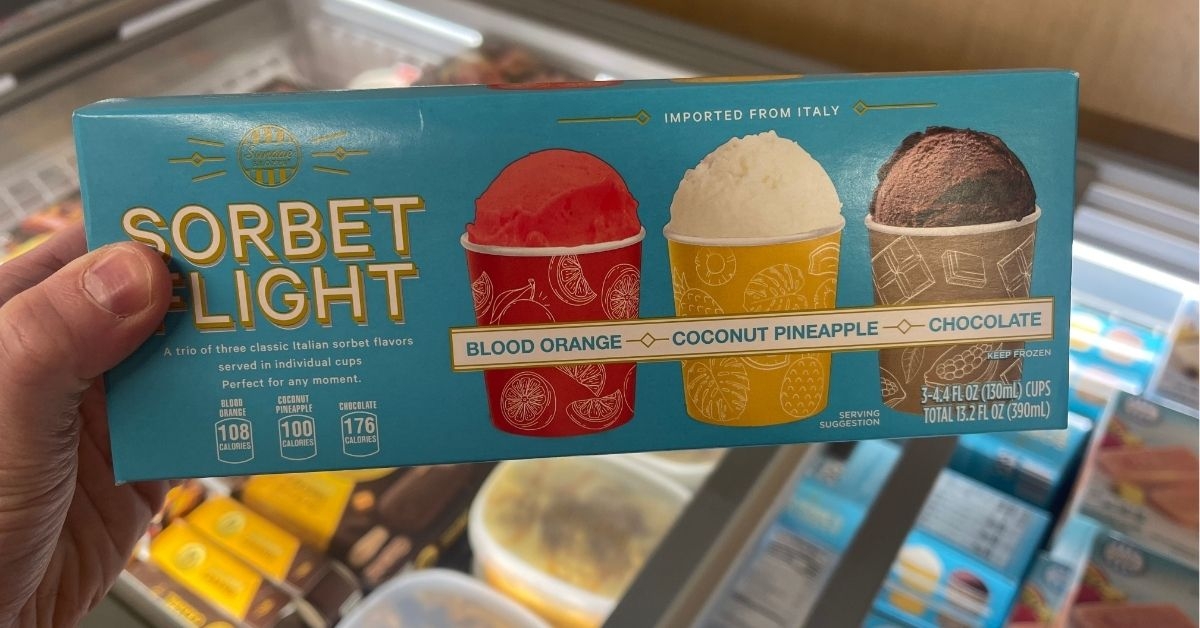 IMPORTED FROM ITALY
Sundae
Shoppe
SORBET
FLIGHT
A trio of three classic Italian sorbet flavors
served in individual cups
Perfect for any moment.
BLOOD ORANGE
108
CALORIES
COCONUT PINEAPPLE
100
CALORIES
CHOCOLATE
176
CALORIES
BLOOD ORANGE COCONUT PINEAPPLE CHOCOLATE
KEEP FROZEN
3-4.4 FL OZ (130mL) CUPS
TOTAL 13.2 FL OZ (390mL)
SERVING
SUGGESTION